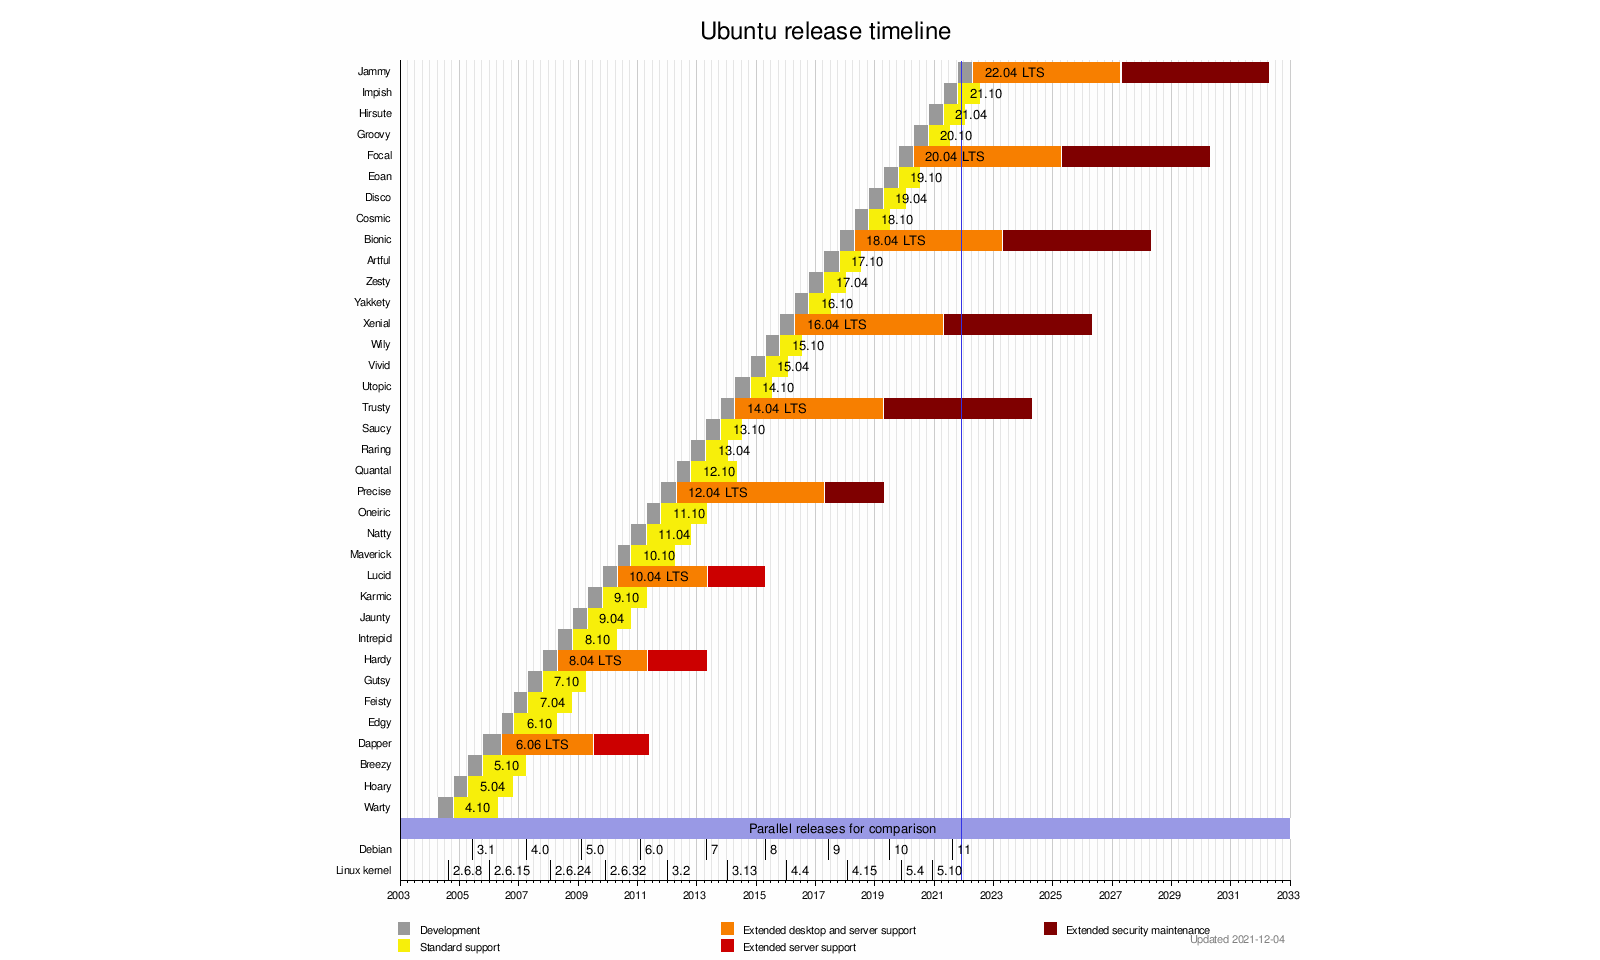 Ubuntu release timeline
Jammy 22.04 LTS
Impish 21.10
Hirsute 21.04
Groovy 20.10
Focal 20.04 LTS
Eoan 19.10
Disco 19.04
Cosmic 18.10
Bionic 18.04 LTS
Artful 17.10
Zesty 17.04
Yakkety 16.10
Xenial 16.04 LTS
Wily 15.10
Vivid 15.04
Utopic 14.10
Trusty 14.04 LTS
Saucy 13.10
Raring 13.04
Quantal 12.10
Precise 12.04 LTS
Oneiric 11.10
Natty 11.04
Maverick 10.10
Lucid 10.04 LTS
Karmic 9.10
Jaunty 9.04
Intrepid 8.10
Hardy 8.04 LTS
Gutsy 7.10
Feisty 7.04
Edgy 6.10
Dapper 6.06 LTS
Breezy 5.10
Hoary 5.04
Warty 4.10
Parallel releases for comparison
Debian 3.1 4.0 5.0 6.0 7 8 9 10 11
Linux kernel 2.6.8 2.6.15 2.6.24 2.6.32 3.2 3.13 4.4 4.15 5.4 5.10
2003 2005 2007 2009 2011 2013 2015 2017 2019 2021 2023 2025 2027 2029 2031 2033
Development Extended desktop and server support Extended security maintenance
Standard support Extended server support
Updated 2021-12-04